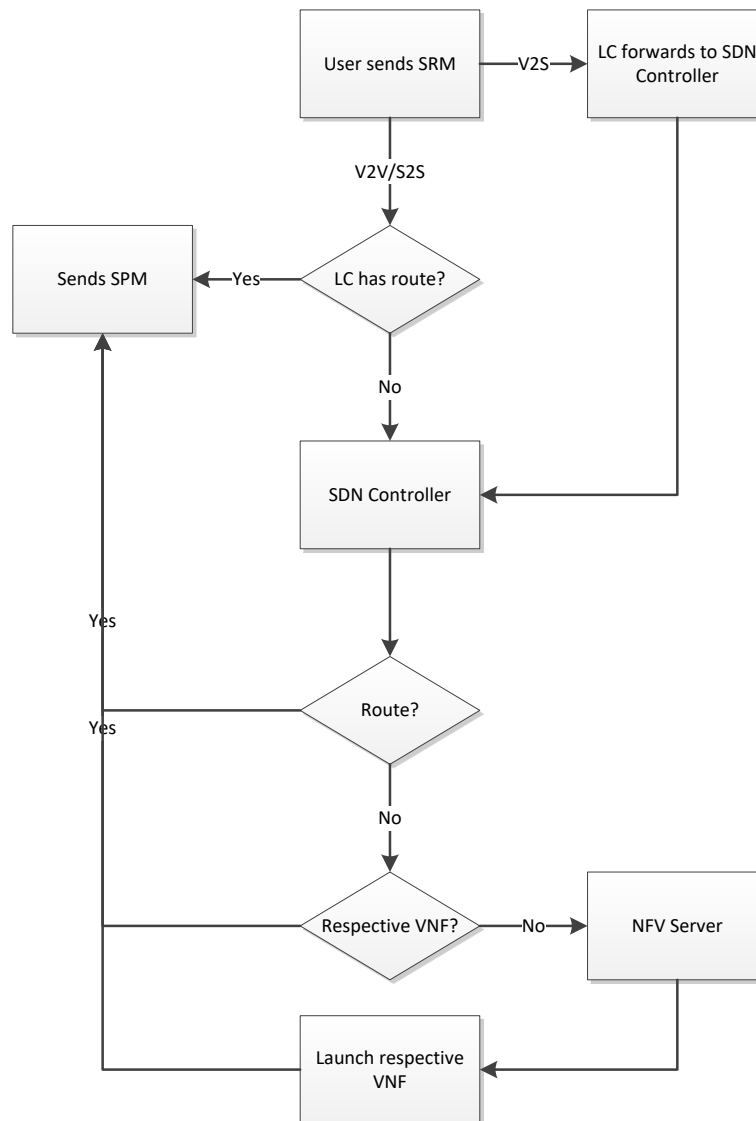 User sends SRM
V2S
LC forwards to SDN
Controller
V2V/S2S
Sends SPM
Yes
LC has route?
No
SDN Controller
Yes
Route?
Yes
No
Respective VNF?
No
NFV Server
Launch respective
VNF